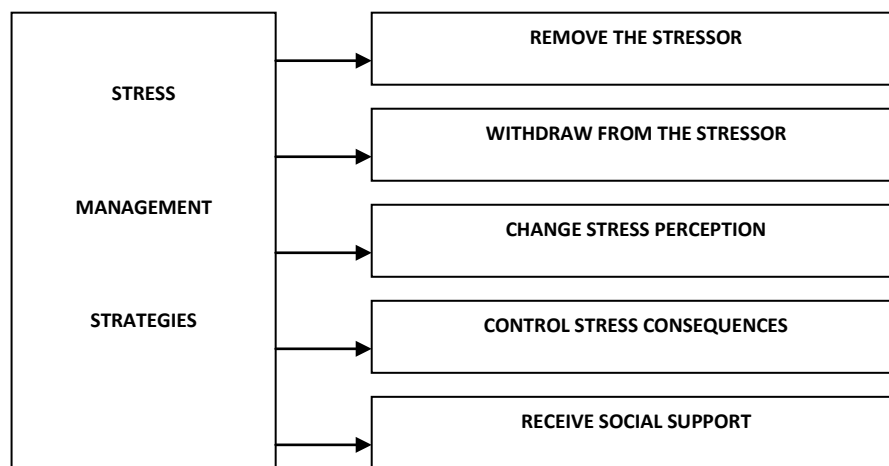 STRESS
MANAGEMENT
STRATEGIES
REMOVE THE STRESSOR
WITHDRAW FROM THE STRESSOR
CHANGE STRESS PERCEPTION
CONTROL STRESS CONSEQUENCES
RECEIVE SOCIAL SUPPORT